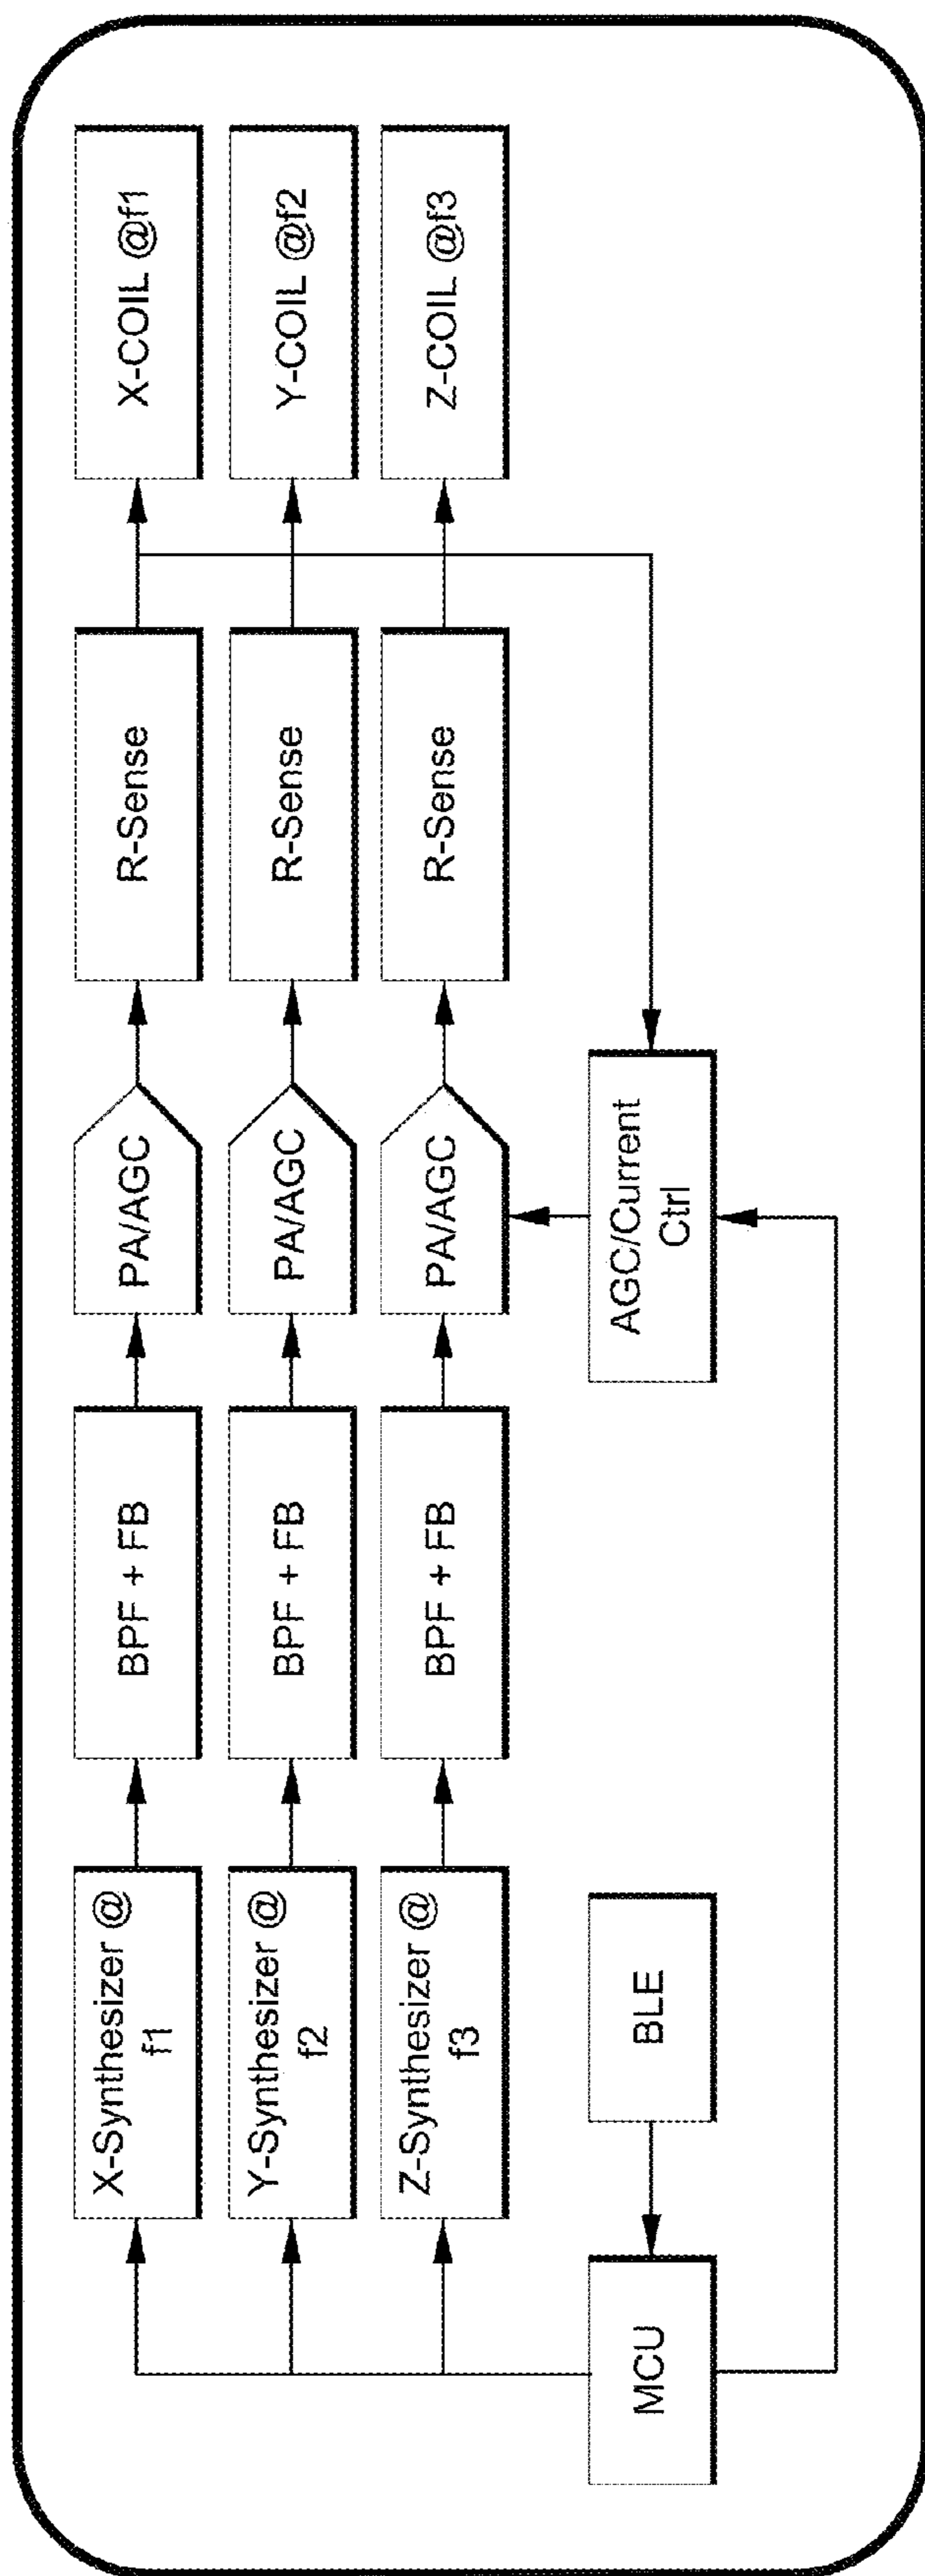 X-Synthesizer @
f1
BPF + FB
PA/AGC
R-Sense
X-COIL @f1
Y-Synthesizer @
f2
BPF + FB
PA/AGC
R-Sense
Y-COIL @f2
Z-Synthesizer @
f3
BPF + FB
PA/AGC
R-Sense
Z-COIL @f3
MCU
BLE
AGC/Current
Ctrl